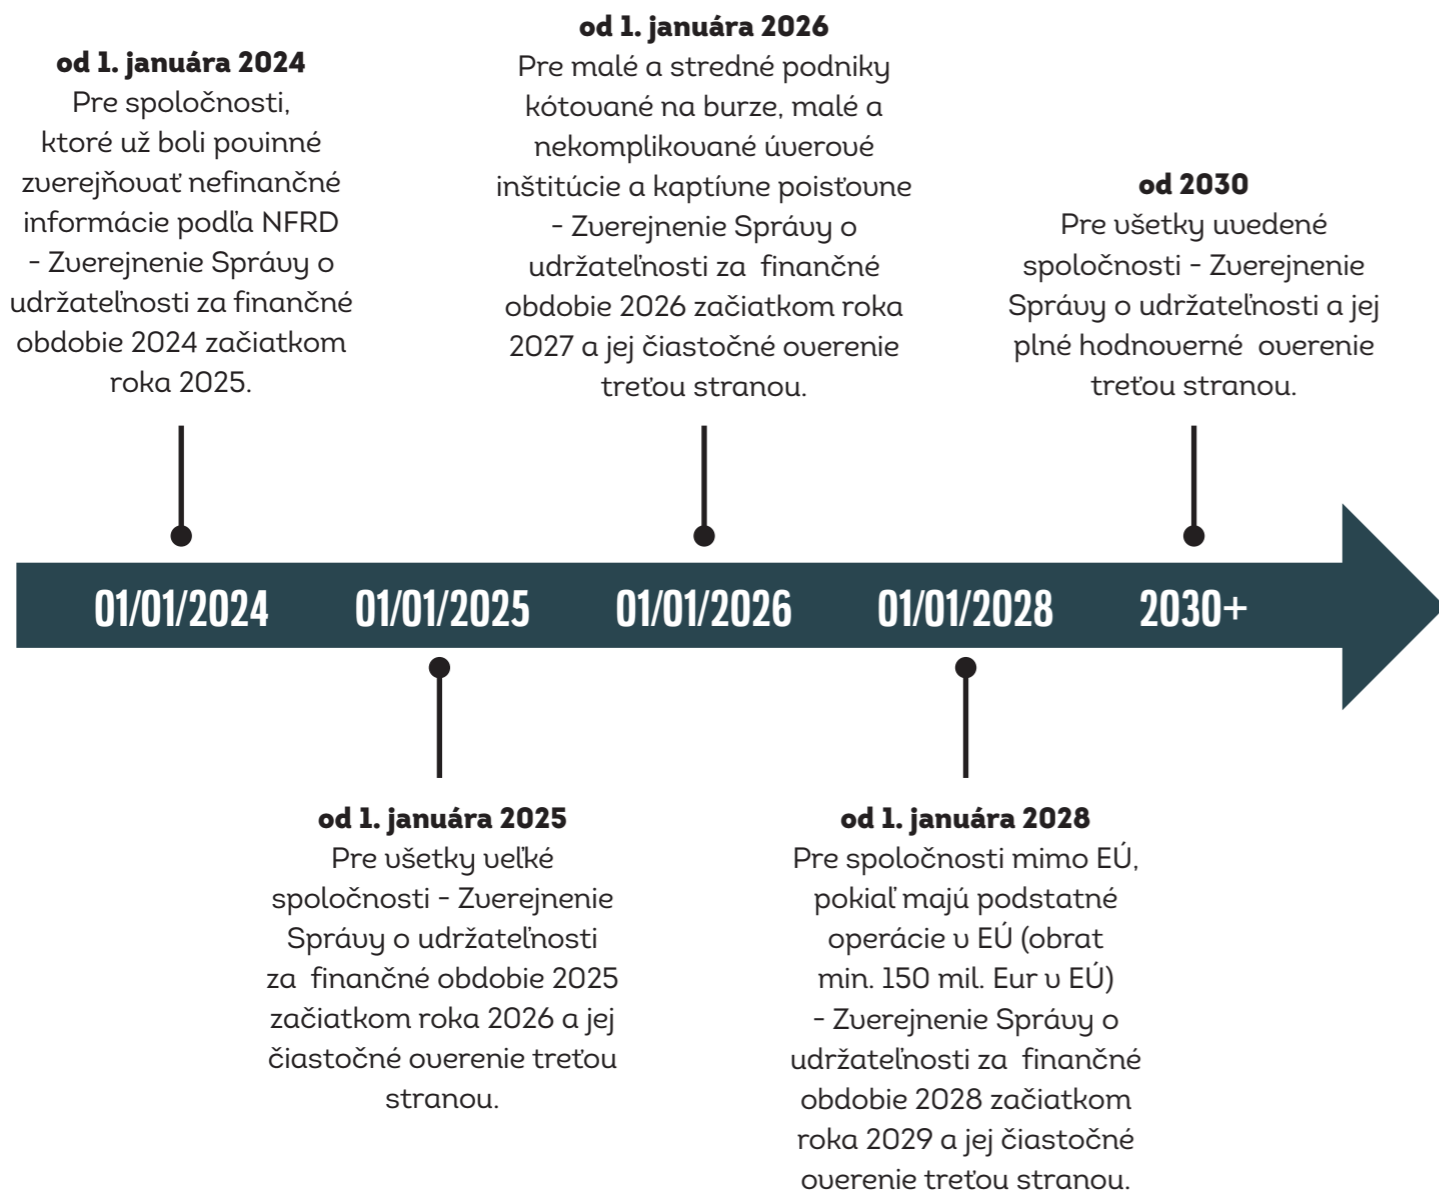 od 1. januára 2024
Pre spoločnosti,
ktoré už boli povinné
zverejňovať nefinančné
informácie podľa NFRD
- Zverejnenie Správy o
udržateľnosti za finančné
obdobie 2024 začiatkom
roka 2025.
od 1. januára 2026
Pre malé a stredné podniky
kótované na burze, malé a
nekomplikované úverové
inštitúcie a kaptívne poisťovne
- Zverejnenie Správy o
udržateľnosti za finančné
obdobie 2026 začiatkom roka
2027 a jej čiastočné overenie
treťou stranou.
od 2030
Pre všetky uvedené
spoločnosti - Zverejnenie
Správy o udržateľnosti a jej
plné hodnoverné overenie
treťou stranou.
01/01/2024
01/01/2025
01/01/2026
01/01/2028
2030+
od 1. januára 2025
Pre všetky veľké
spoločnosti - Zverejnenie
Správy o udržateľnosti
za finančné obdobie 2025
začiatkom roka 2026 a jej
čiastočné overenie treťou
stranou.
od 1. januára 2028
Pre spoločnosti mimo EÚ,
pokiaľ majú podstatné
operácie v EÚ (obrat
min. 150 mil. Eur v EÚ)
- Zverejnenie Správy o
udržateľnosti za finančné
obdobie 2028 začiatkom
roka 2029 a jej čiastočné
overenie treťou stranou.